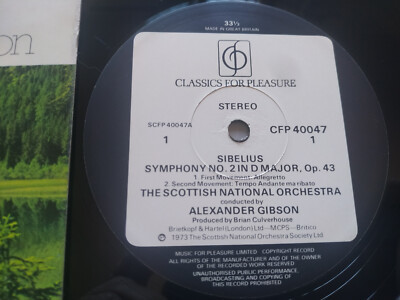 on
33⅓
MADE IN GREAT BRITAIN
CLASSICS FOR PLEASURE
STEREO
SCFP 40047A
CFP 40047
1
1
SIBELIUS
SYMPHONY NO. 2 IN D MAJOR, Op. 43
1. First Movement: Allegretto
2. Second Movement: Tempo Andante ma ribato
THE SCOTTISH NATIONAL ORCHESTRA
conducted by
ALEXANDER GIBSON
Produced by Brian Culverhouse
Breitkopf & Hartel (London) Ltd.—MCPS—Britico
℗ 1973 The Scottish National Orchestra Society Ltd
MUSIC FOR PLEASURE LIMITED COPYRIGHT RECORD
ALL RIGHTS OF THE MANUFACTURER AND OF THE OWNER
OF THE RECORDED WORK RESERVED
UNAUTHORISED PUBLIC PERFORMANCE,
BROADCASTING AND COPYING OF
THIS RECORD PROHIBITED